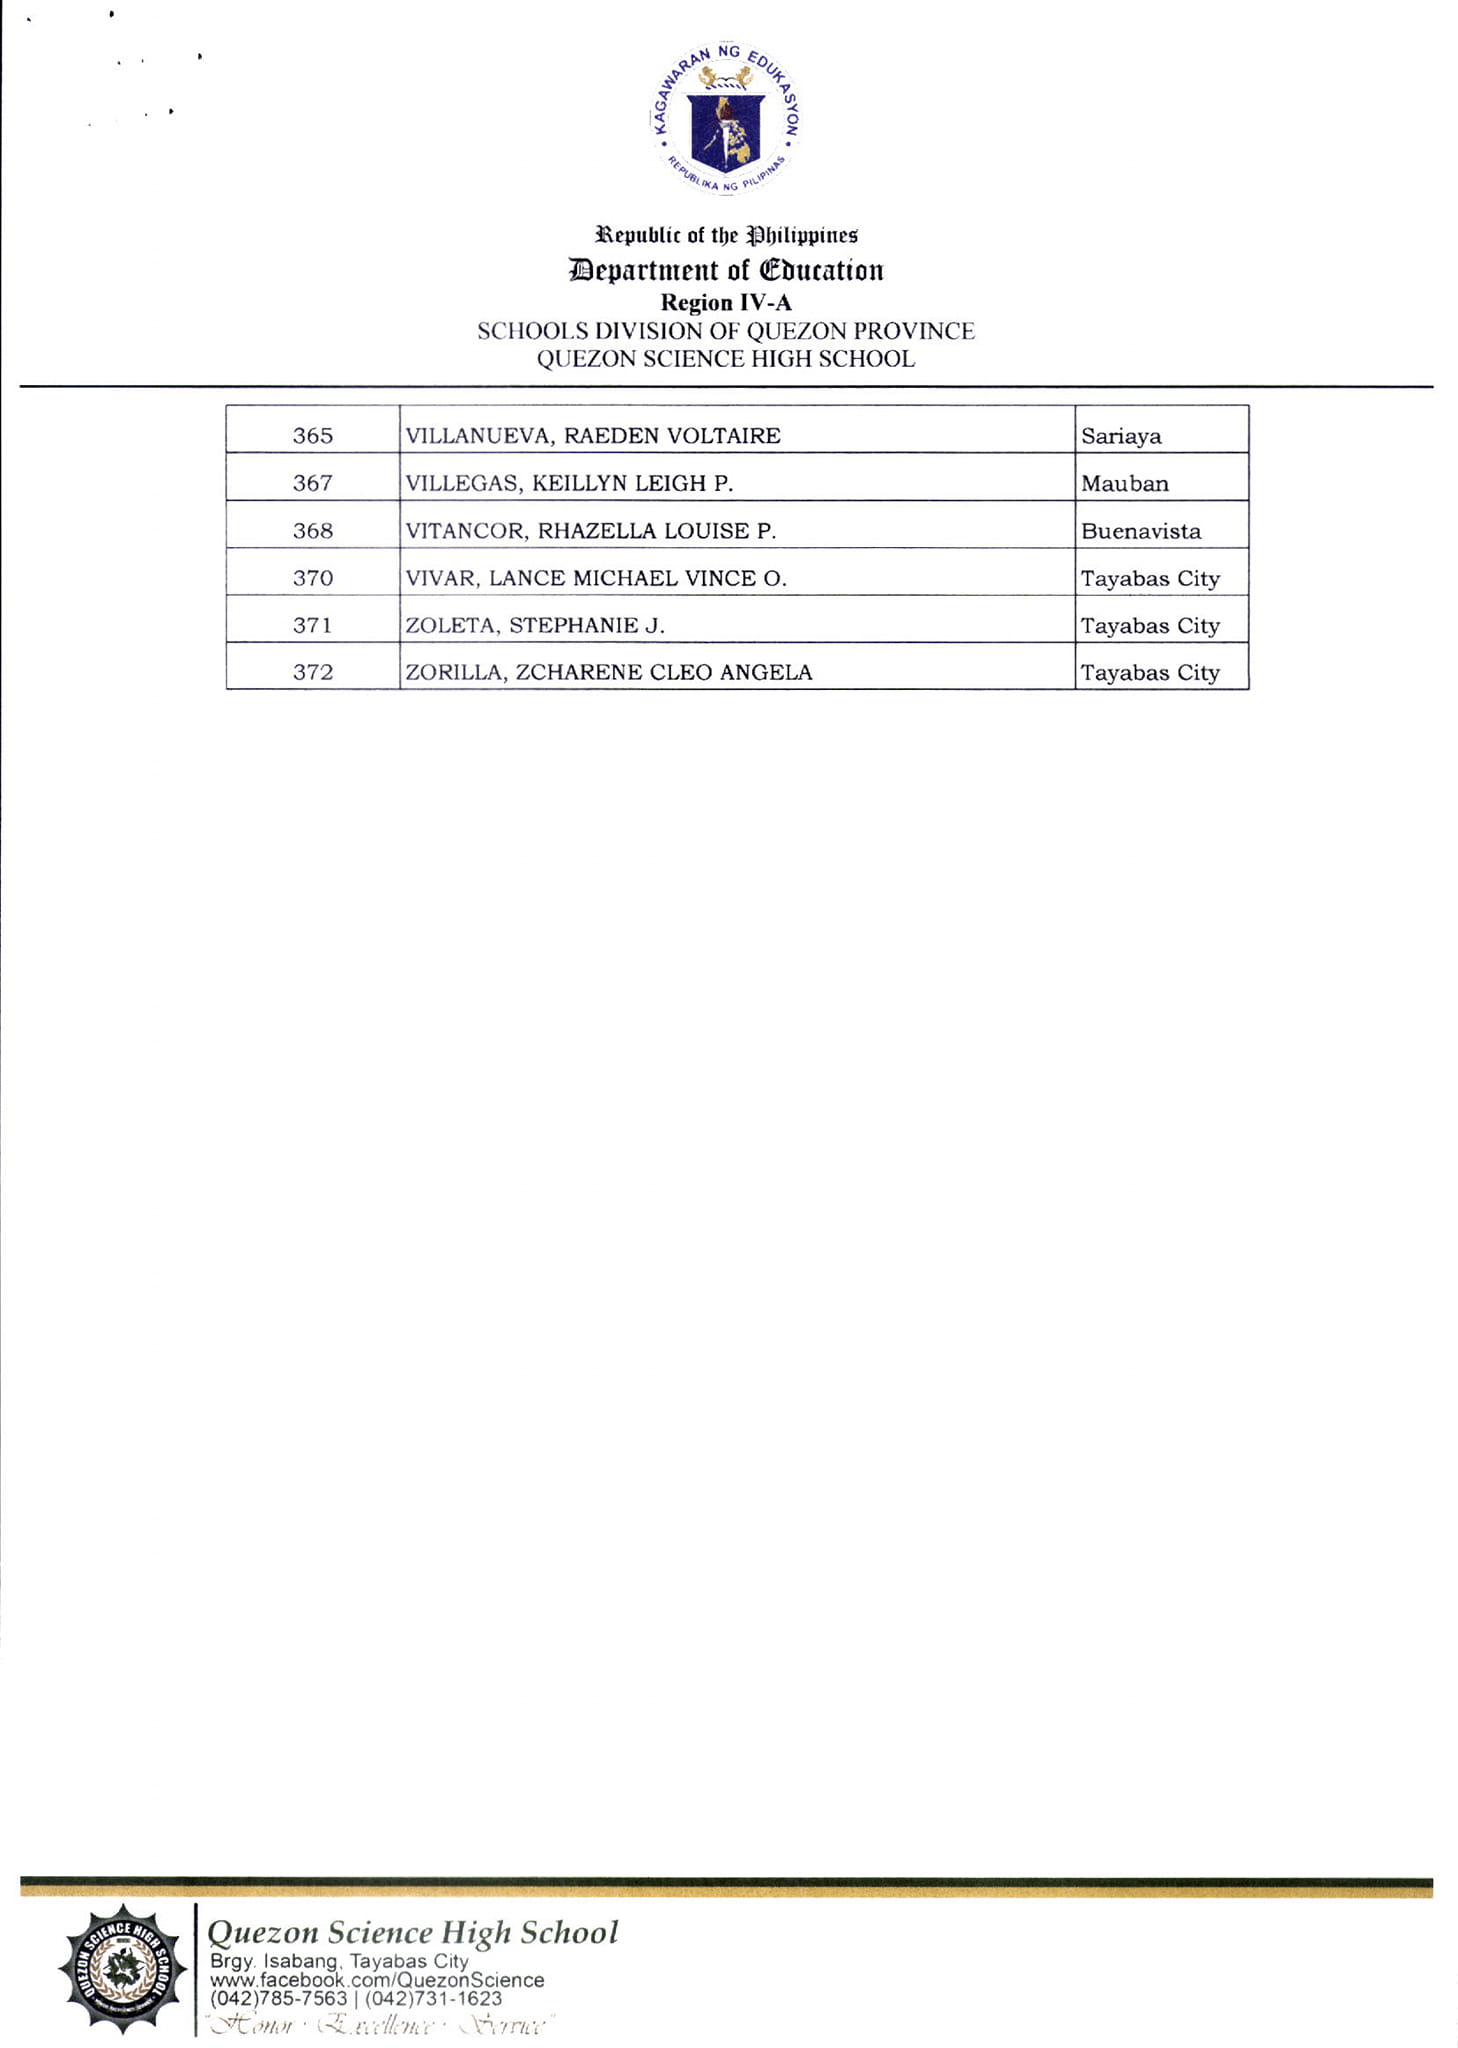 KAGAWARAN NG EDUKASYON
REPUBLIKA NG PILIPINAS
Republic of the Philippines
Department of Education
Region IV-A
SCHOOLS DIVISION OF QUEZON PROVINCE
QUEZON SCIENCE HIGH SCHOOL
365 VILLANUEVA, RAEDEN VOLTAIRE Sariaya
367 VILLEGAS, KEILLYN LEIGH P. Mauban
368 VITANCOR, RHAZELLA LOUISE P. Buenavista
370 VIVAR, LANCE MICHAEL VINCE O. Tayabas City
371 ZOLETA, STEPHANIE J. Tayabas City
372 ZORILLA, ZCHARENE CLEO ANGELA Tayabas City
QUEZON SCIENCE HIGH SCHOOL
Quezon Science High School
Brgy. Isabang, Tayabas City
www.facebook.com/QuezonScience
(042)785-7563 | (042)731-1623
"Honor · Excellence · Service"